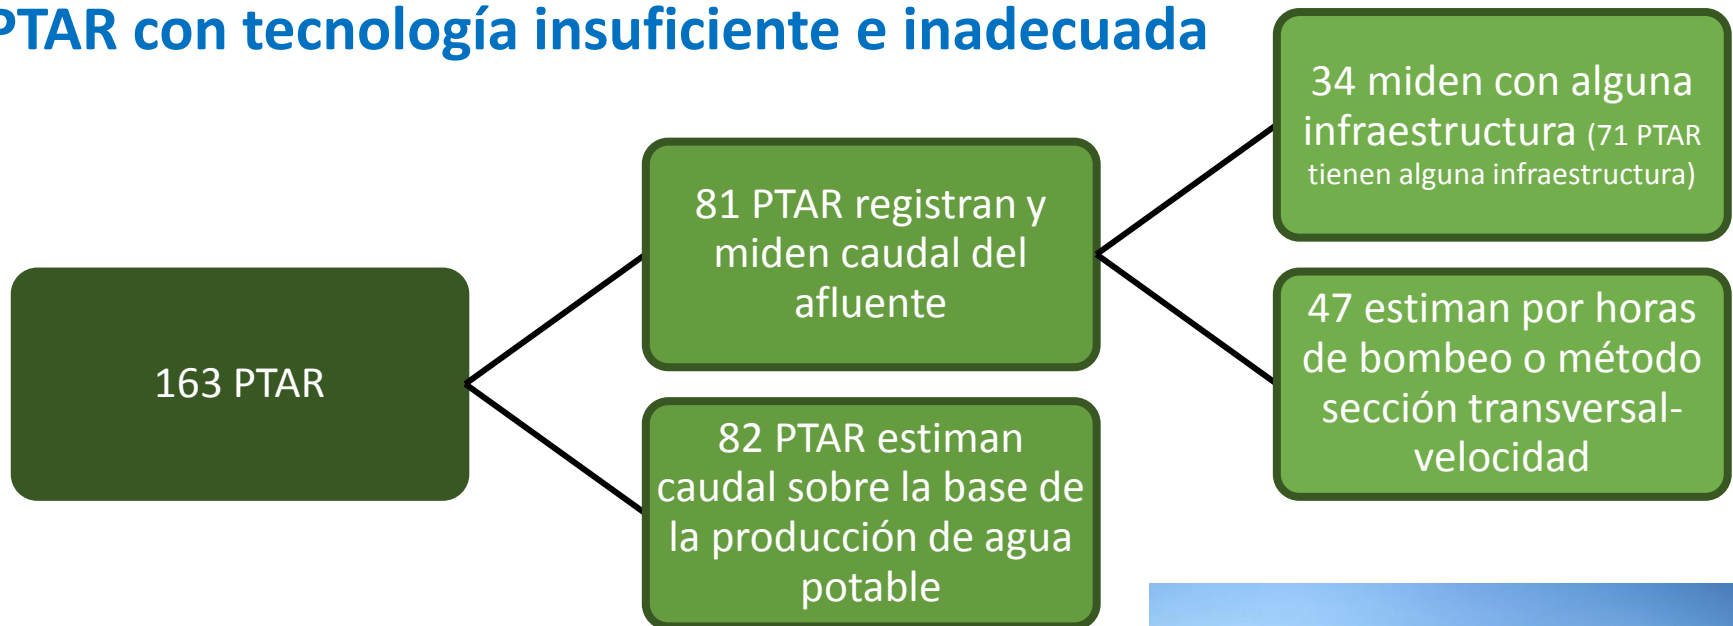 PTAR con tecnología insuficiente e inadecuada
34 miden con alguna
infraestructura (71 PTAR
tienen alguna infraestructura)
81 PTAR registran y
miden caudal del
afluente
163 PTAR
47 estiman por horas
de bombeo o método
sección transversal-
velocidad
82 PTAR estiman
caudal sobre la base de
la producción de agua
potable